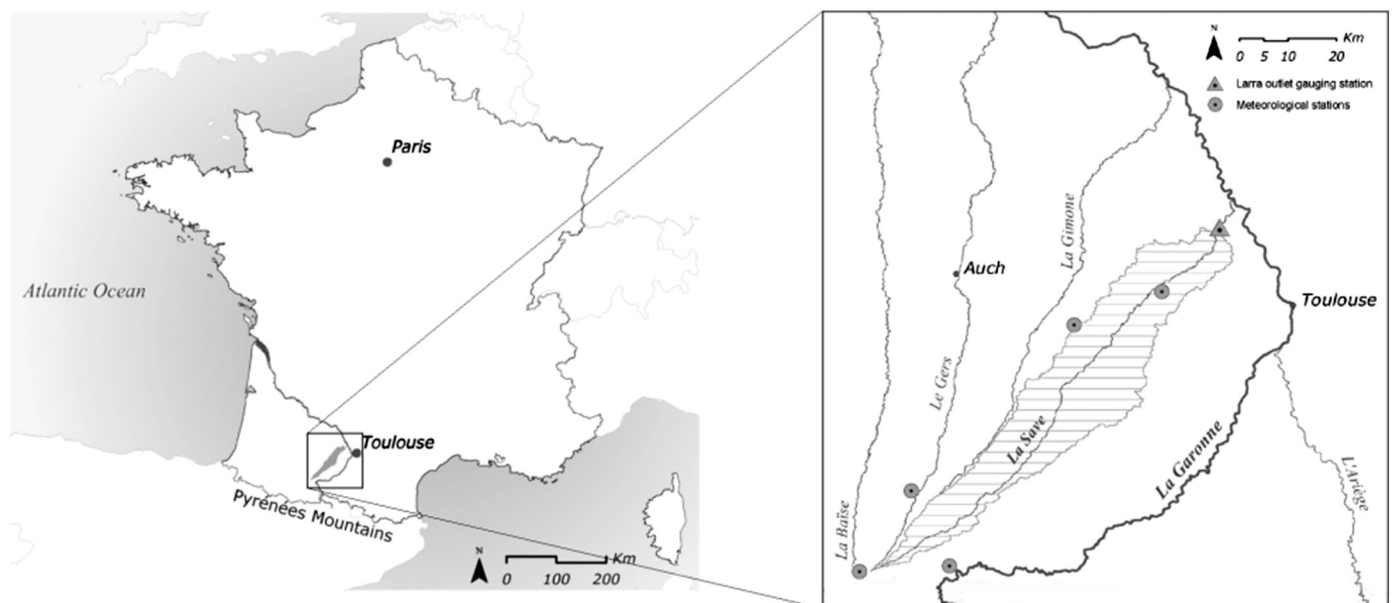 Paris
Atlantic Ocean
Toulouse
Pyrénées Mountains
N
0 100 200 Km
N
0 5 10 20 Km
Larra outlet gauging station
Meteorological stations
La Gimone
Auch
Toulouse
Le Gers
La Save
La Garonne
L'Ariège
La Baïse